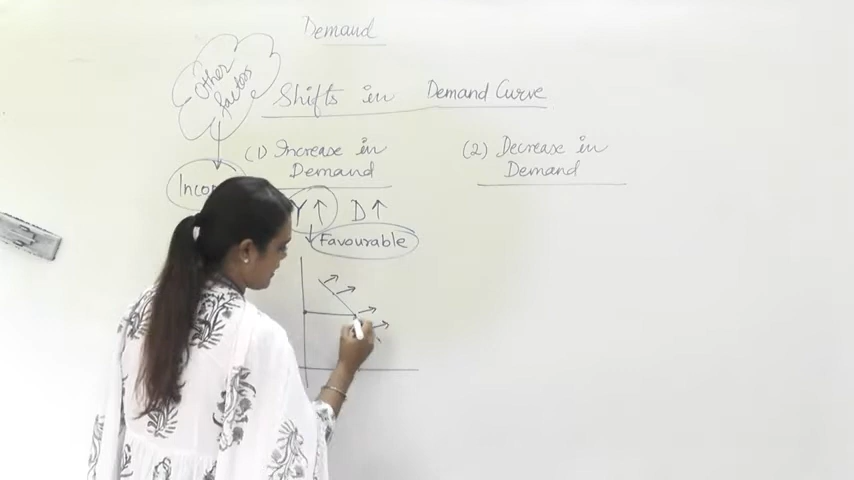 Demand
Other
factors
Shifts in Demand Curve
(1) Increase in
Demand
(2) Decrease in
Demand
Y ↑ D ↑
Favourable